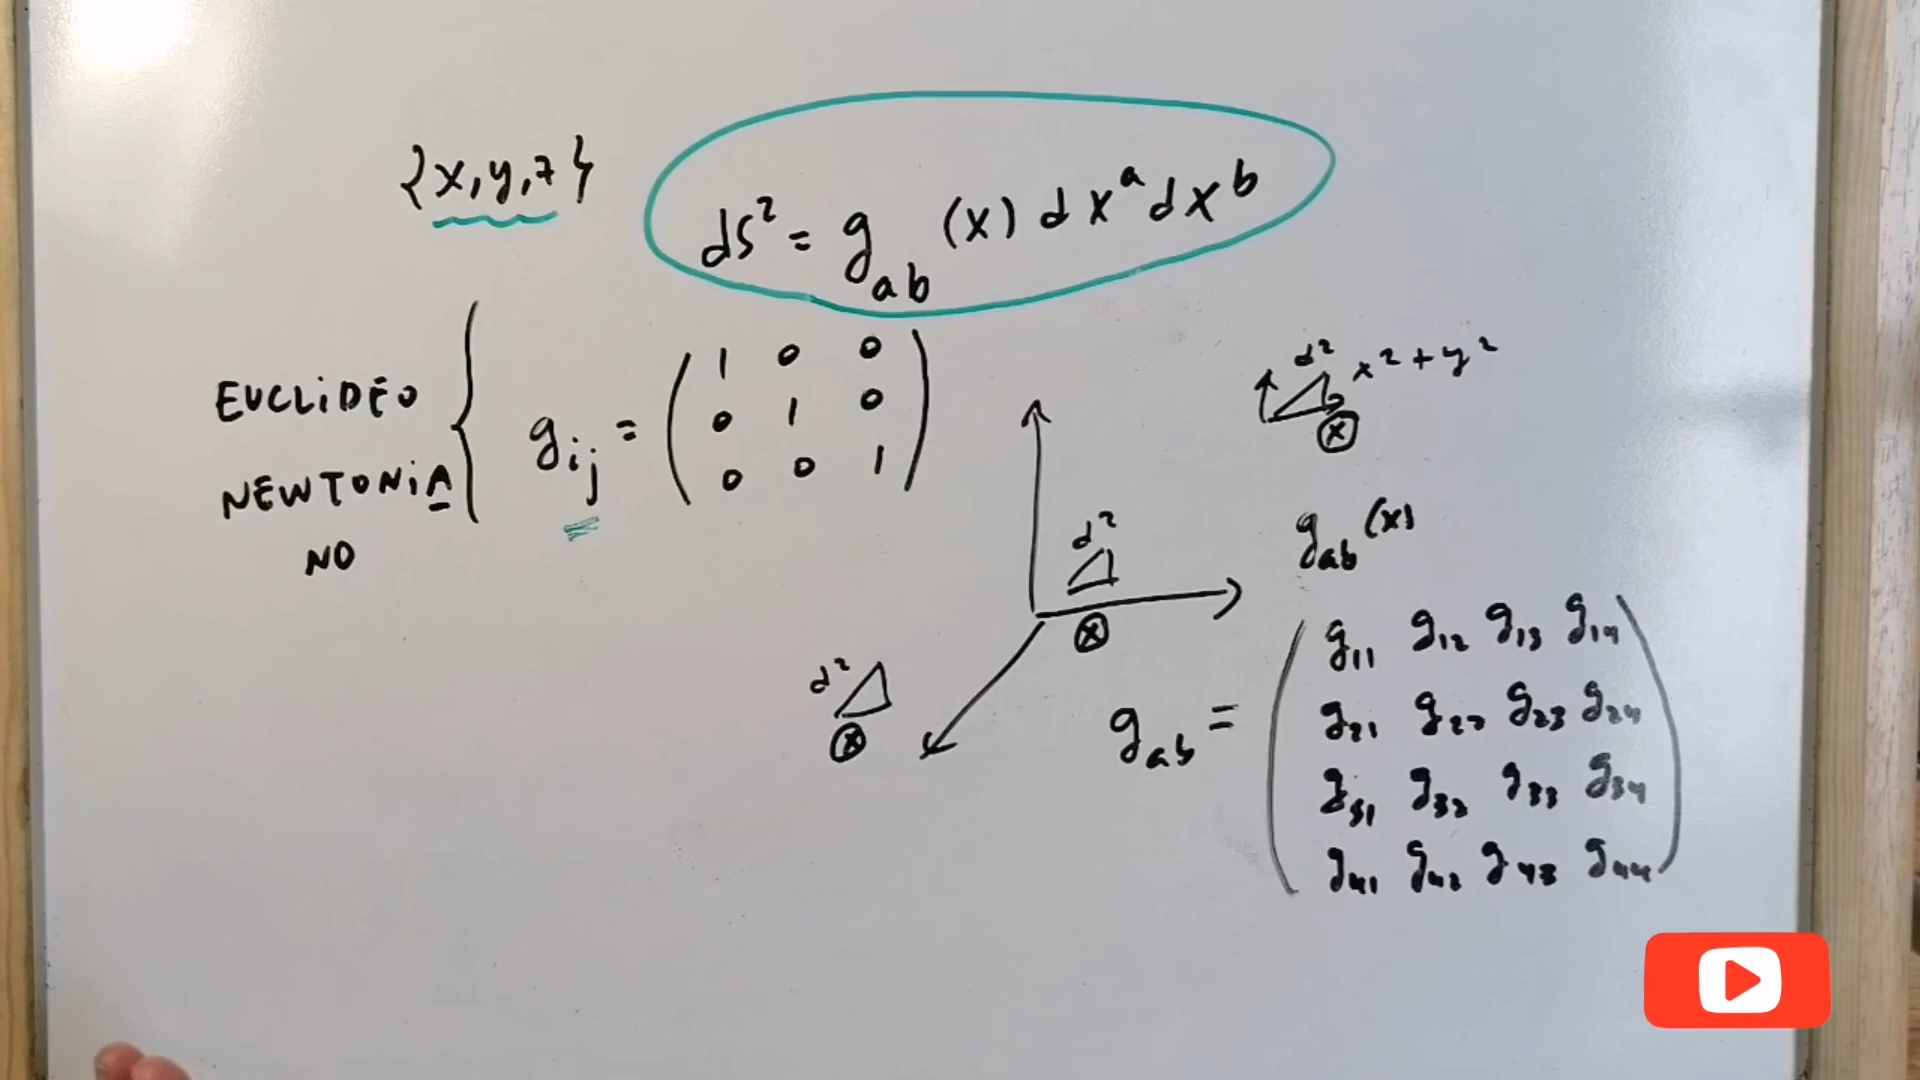 {x,y,z}
ds² = g_ab (x) dx^a dx^b
EUCLiDEO
NEWTONiA
NO
g_ij = ( 1 0 0
0 1 0
0 0 1 )
d² x² + y²
x
d²
x
d²
x
g_ab (x)
g_ab = ( g11 g12 g13 g14
g21 g22 g23 g24
g31 g32 g33 g34
g41 g42 g43 g44 )